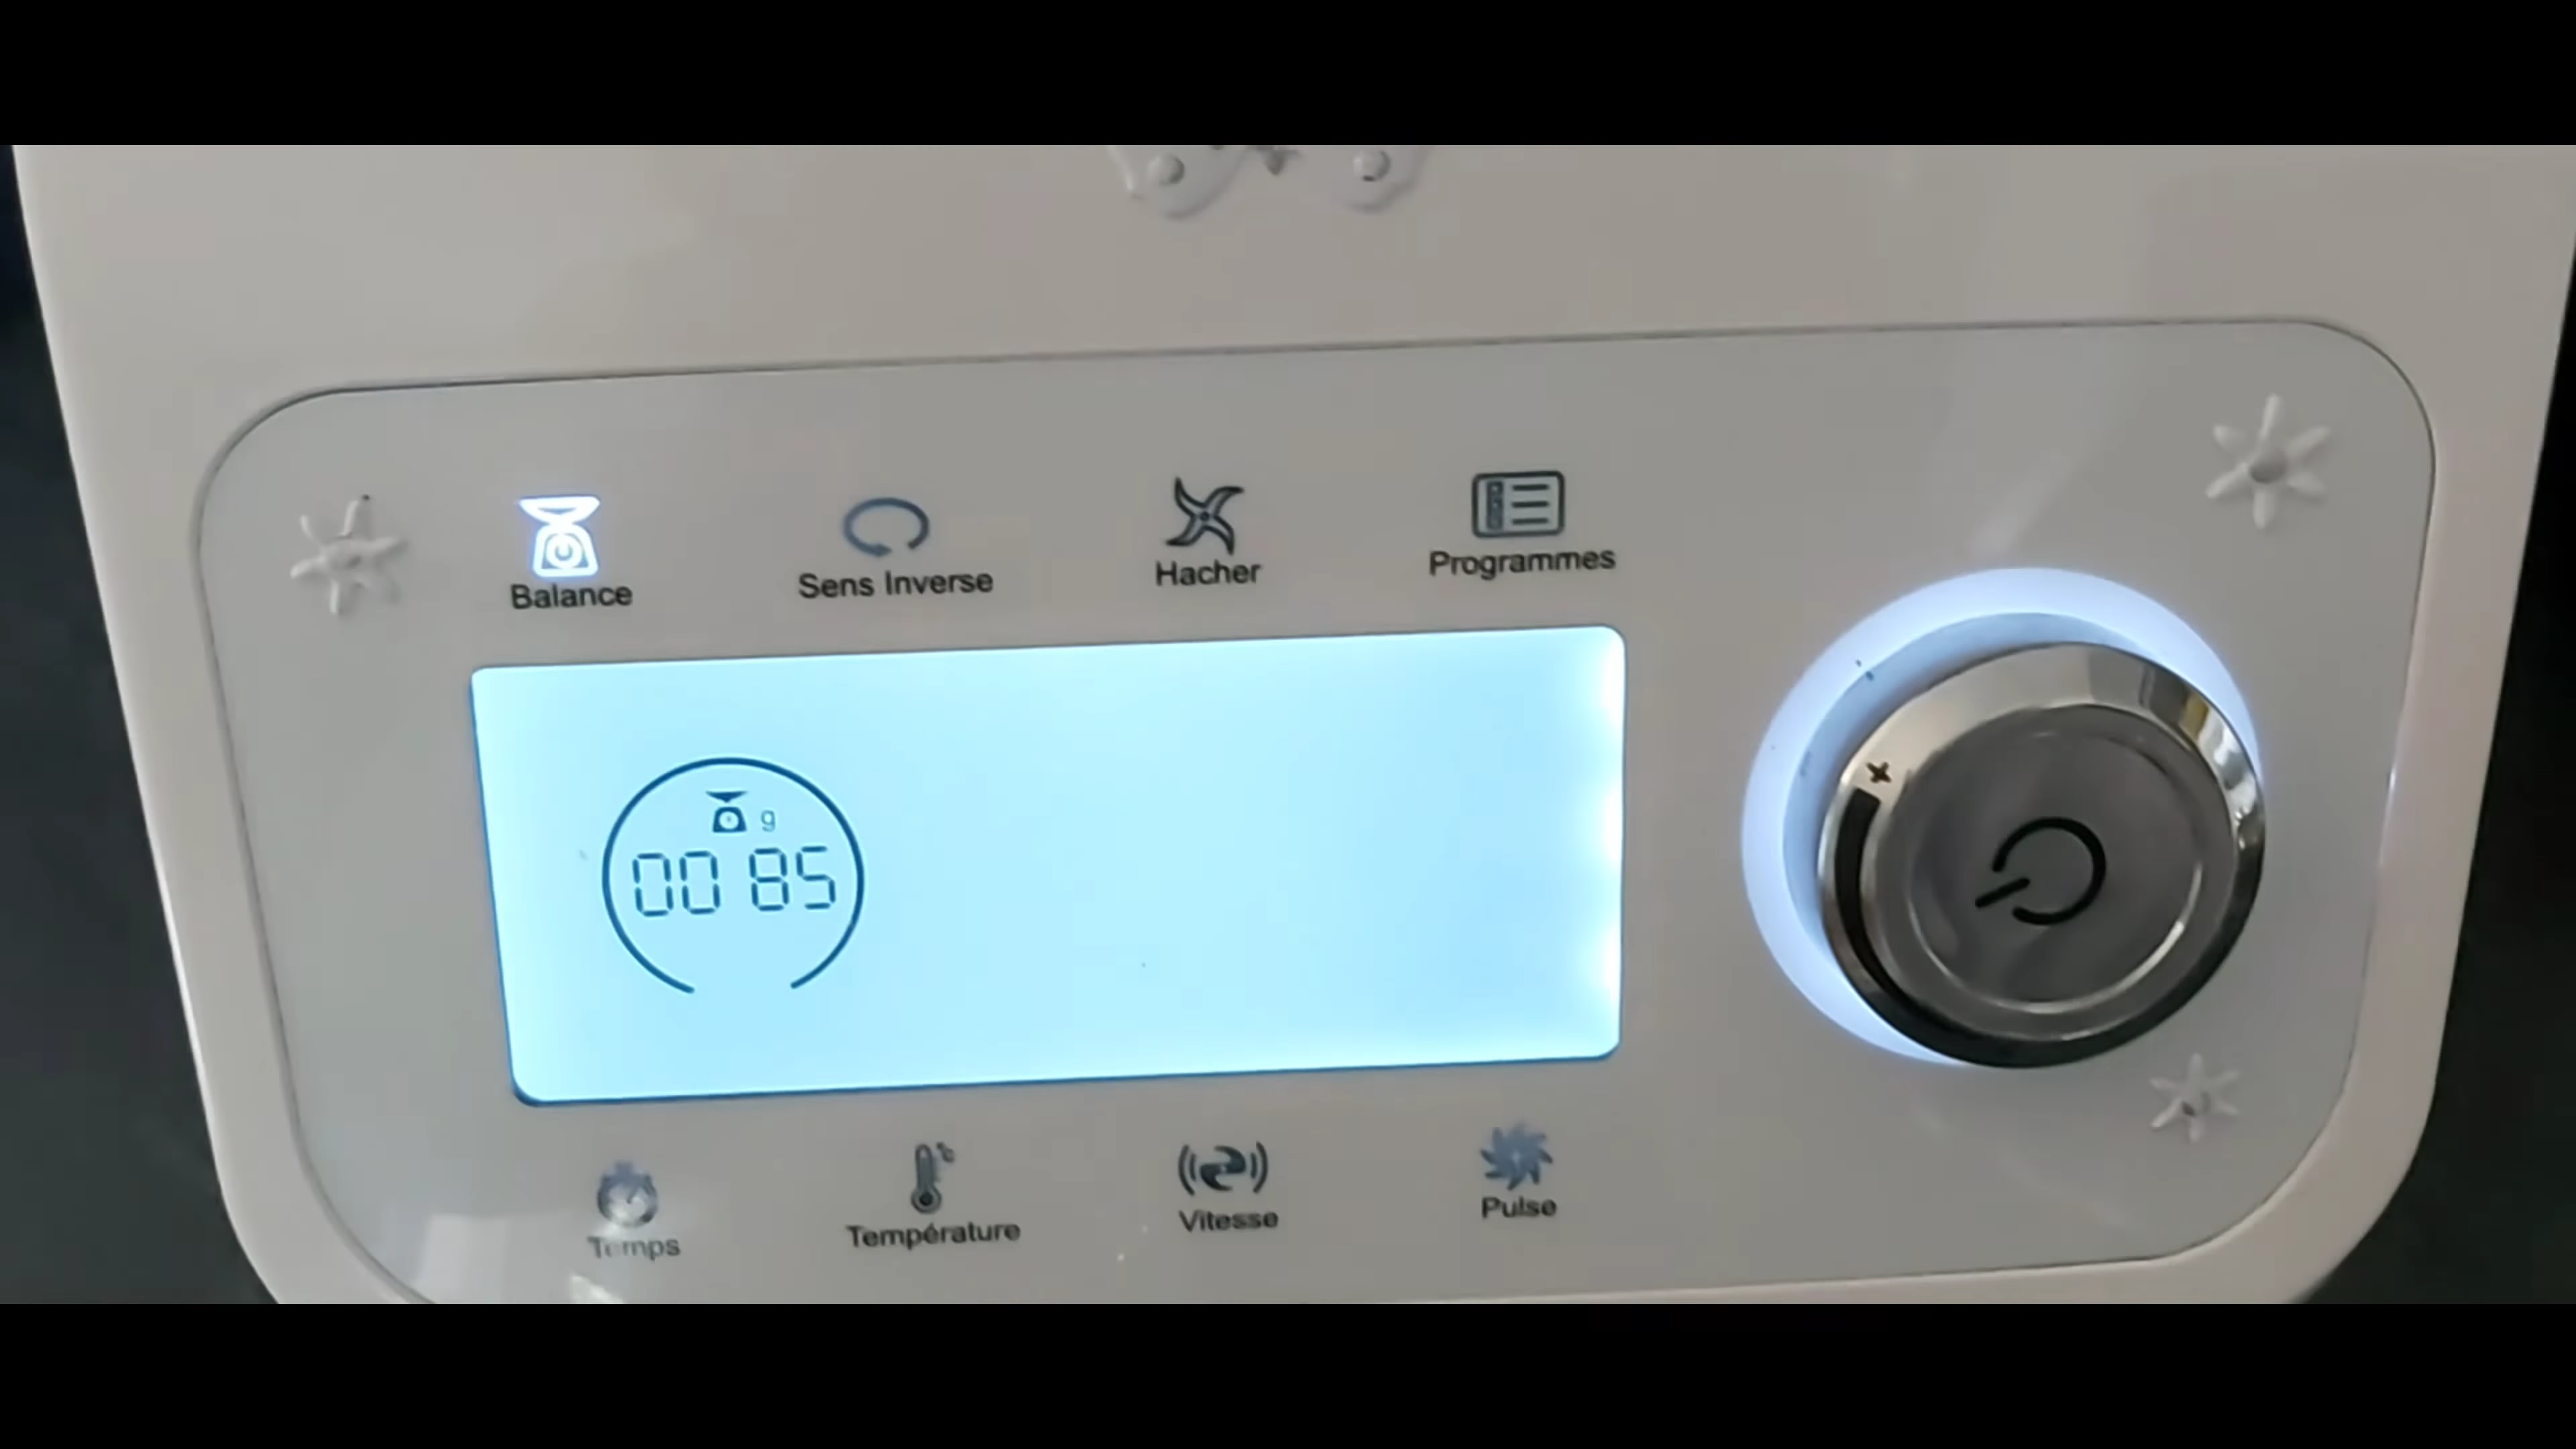 Balance
Sens Inverse
Hacher
Programmes
g
00 85
+
Temps
Température
Vitesse
Pulse